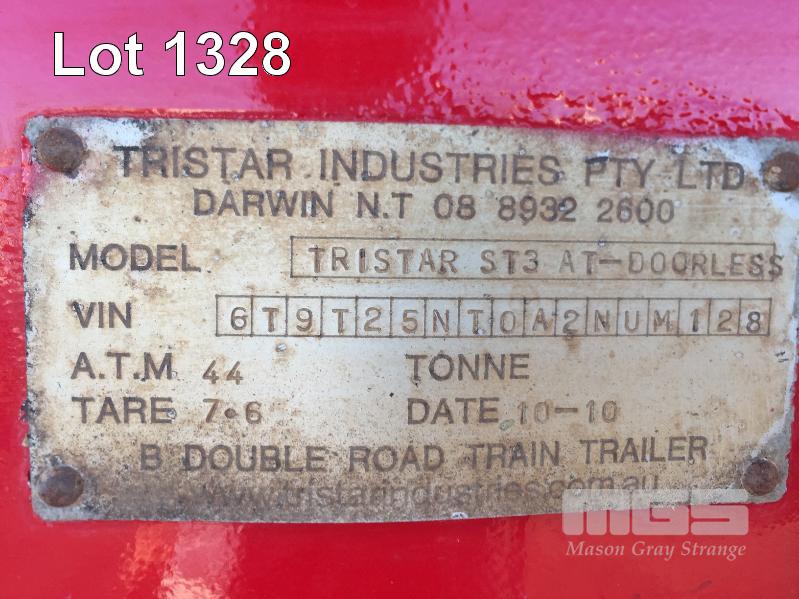 Lot 1328
TRISTAR INDUSTRIES PTY LTD
DARWIN N.T 08 8932 2600
MODEL TRISTAR ST3 AT-DOORLESS
VIN 6T9T25NT0A2NUM128
A.T.M 44 TONNE
TARE 7.6 DATE 10-10
B DOUBLE ROAD TRAIN TRAILER
www.tristarindustries.com.au
MGS
Mason Gray Strange